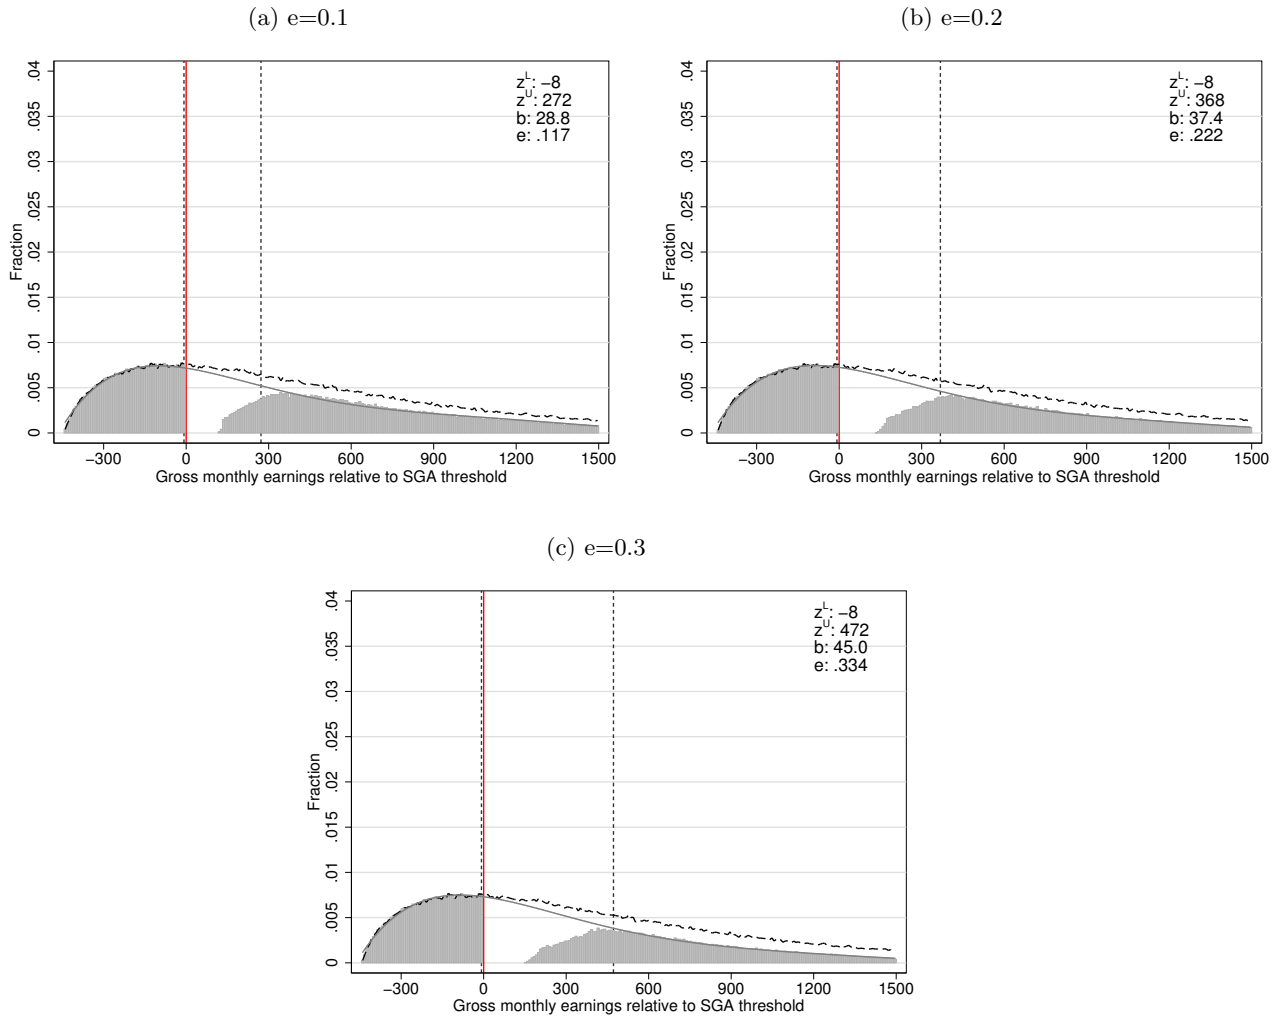 (a) e=0.1
.04
.035
.03
.025
.02
.015
.01
.005
0
Fraction
z^L: −8
z^U: 272
b: 28.8
e: .117
−300 0 300 600 900 1200 1500
Gross monthly earnings relative to SGA threshold
(b) e=0.2
.04
.035
.03
.025
.02
.015
.01
.005
0
Fraction
z^L: −8
z^U: 368
b: 37.4
e: .222
−300 0 300 600 900 1200 1500
Gross monthly earnings relative to SGA threshold
(c) e=0.3
.04
.035
.03
.025
.02
.015
.01
.005
0
Fraction
z^L: −8
z^U: 472
b: 45.0
e: .334
−300 0 300 600 900 1200 1500
Gross monthly earnings relative to SGA threshold